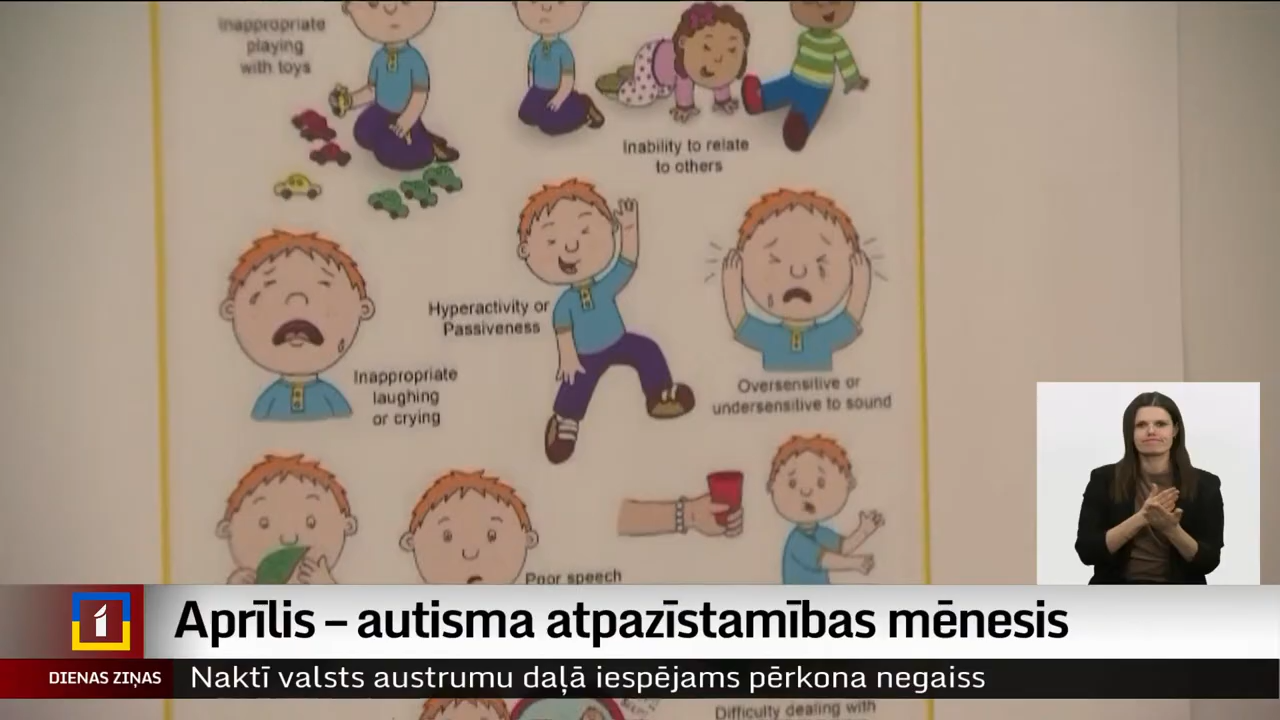 Inappropriate
playing
with toys
Inability to relate
to others
Hyperactivity or
Passiveness
Inappropriate
laughing
or crying
Oversensitive or
undersensitive to sound
Poor speech
1
Aprīlis – autisma atpazīstamības mēnesis
DIENAS ZIŅAS
Naktī valsts austrumu daļā iespējams pērkona negaiss
Difficulty dealing with